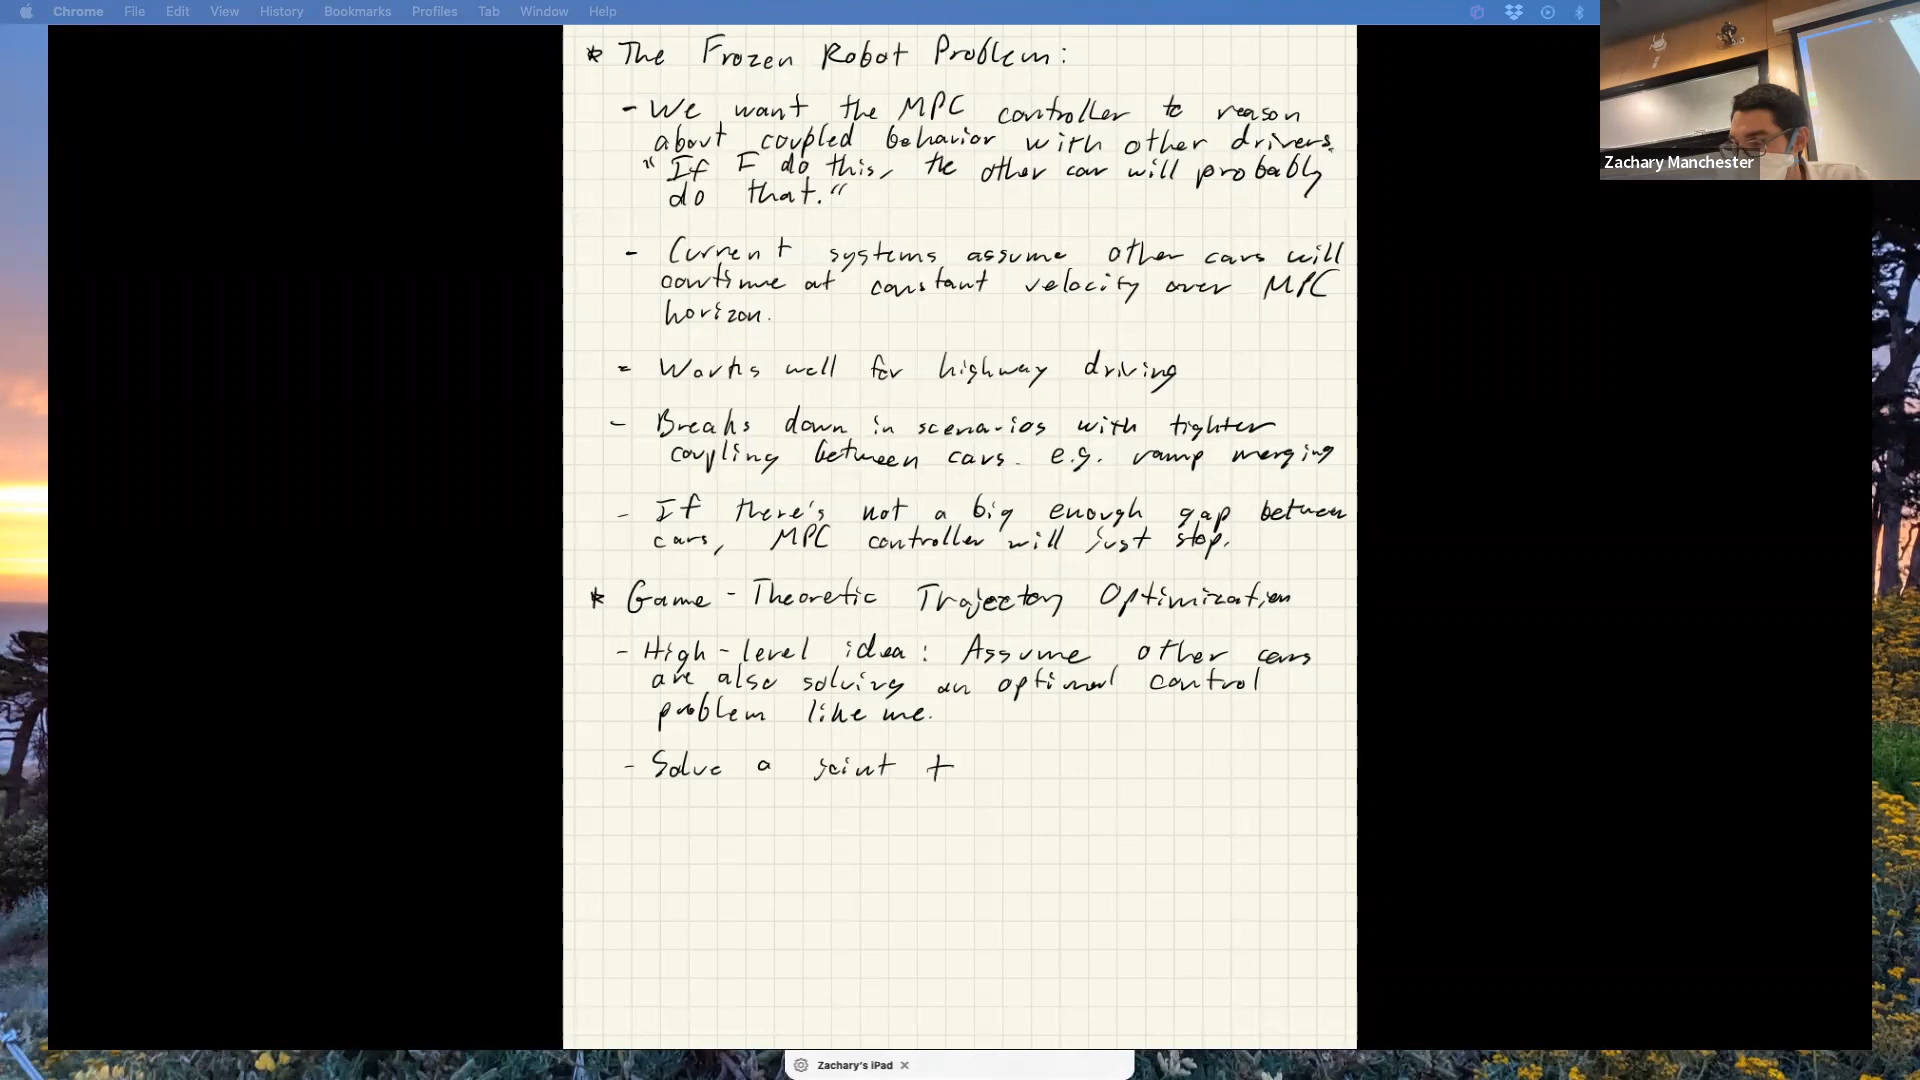 Chrome File Edit View History Bookmarks Profiles Tab Window Help
* The Frozen Robot Problem:
- We want the MPC controller to reason
about coupled behavior with other drivers.
"If I do this, the other car will probably
do that."
- Current systems assume other cars will
continue at constant velocity over MPC
horizon.
- Works well for highway driving
- Breaks down in scenarios with tighter
coupling between cars. e.g. ramp merging
- If there's not a big enough gap between
cars, MPC controller will just stop.
* Game-Theoretic Trajectory Optimization
- High-level idea: Assume other cars
are also solving an optimal control
problem like me.
- Solve a joint t
Zachary Manchester
Zachary's iPad